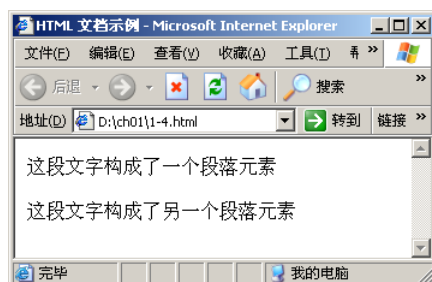 HTML 文档示例 - Microsoft Internet Explorer
文件(F) 编辑(E) 查看(V) 收藏(A) 工具(T) »
后退 搜索 »
地址(D) D:\ch01\1-4.html 转到 链接 »
这段文字构成了一个段落元素
这段文字构成了另一个段落元素
完毕 我的电脑